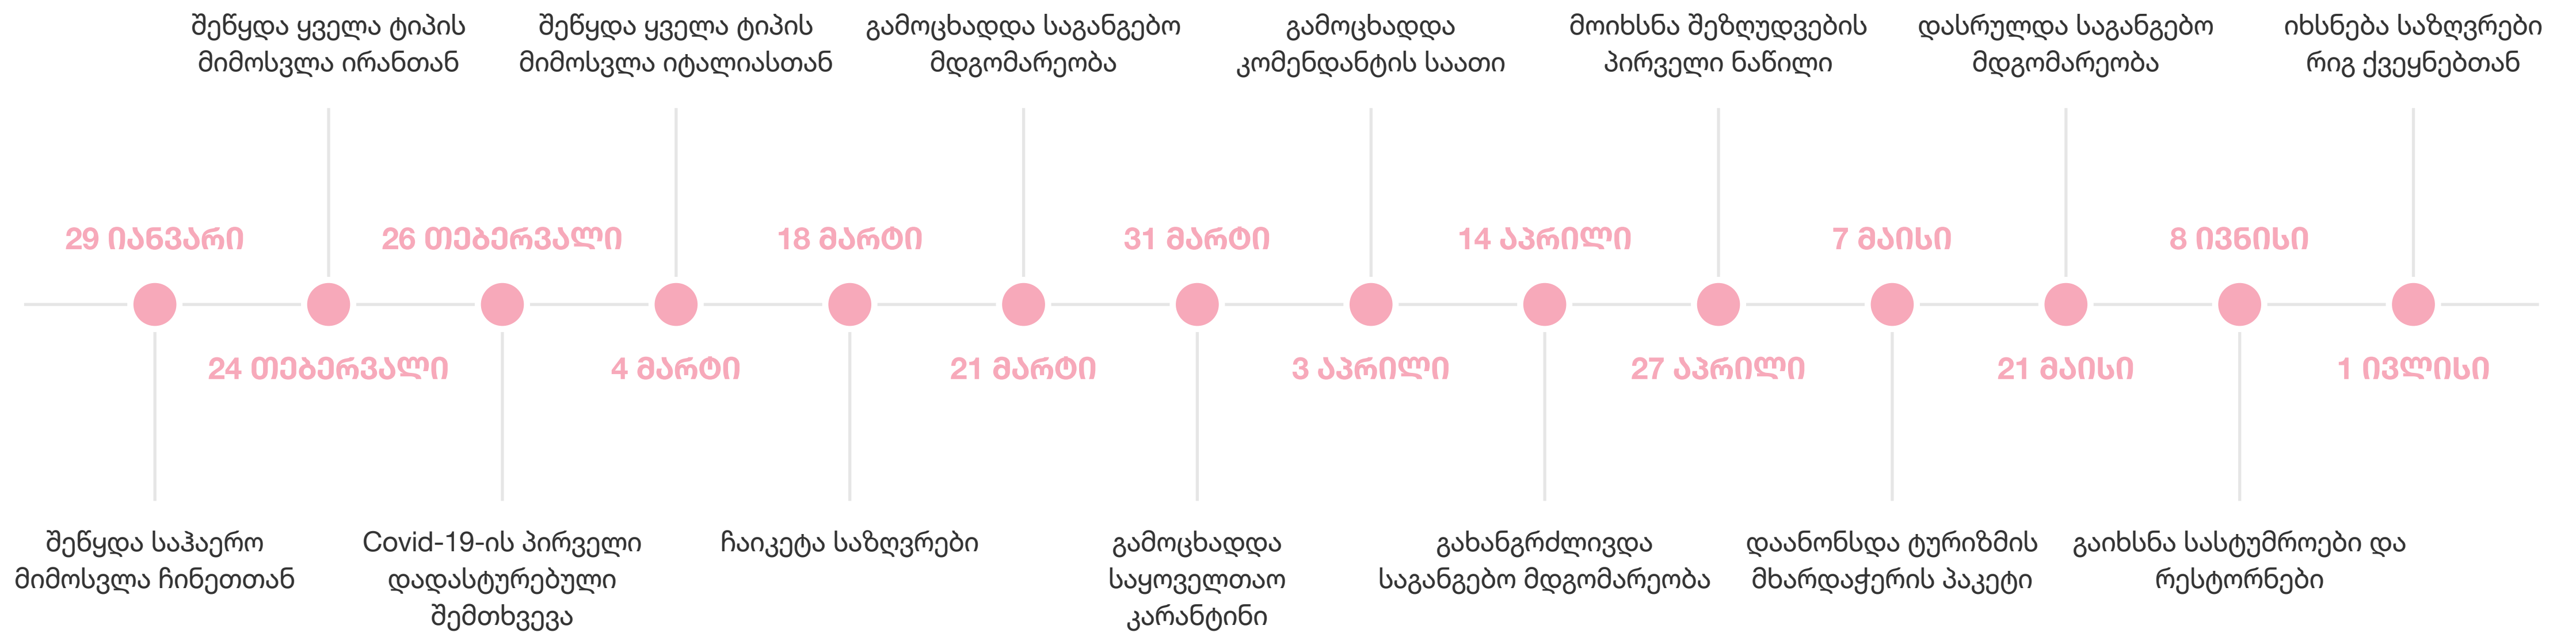 29 იანვარი
შეწყდა საჰაერო
მიმოსვლა ჩინეთთან
შეწყდა ყველა ტიპის
მიმოსვლა ირანთან
24 თებერვალი
26 თებერვალი
Covid-19-ის პირველი
დადასტურებული
შემთხვევა
შეწყდა ყველა ტიპის
მიმოსვლა იტალიასთან
4 მარტი
18 მარტი
ჩაიკეტა საზღვრები
გამოცხადდა საგანგებო
მდგომარეობა
21 მარტი
31 მარტი
გამოცხადდა
საყოველთაო
კარანტინი
გამოცხადდა
კომენდანტის საათი
3 აპრილი
14 აპრილი
გახანგრძლივდა
საგანგებო მდგომარეობა
მოიხსნა შეზღუდვების
პირველი ნაწილი
27 აპრილი
7 მაისი
დაანონსდა ტურიზმის
მხარდაჭერის პაკეტი
დასრულდა საგანგებო
მდგომარეობა
21 მაისი
8 ივნისი
გაიხსნა სასტუმროები და
რესტორნები
იხსნება საზღვრები
რიგ ქვეყნებთან
1 ივლისი